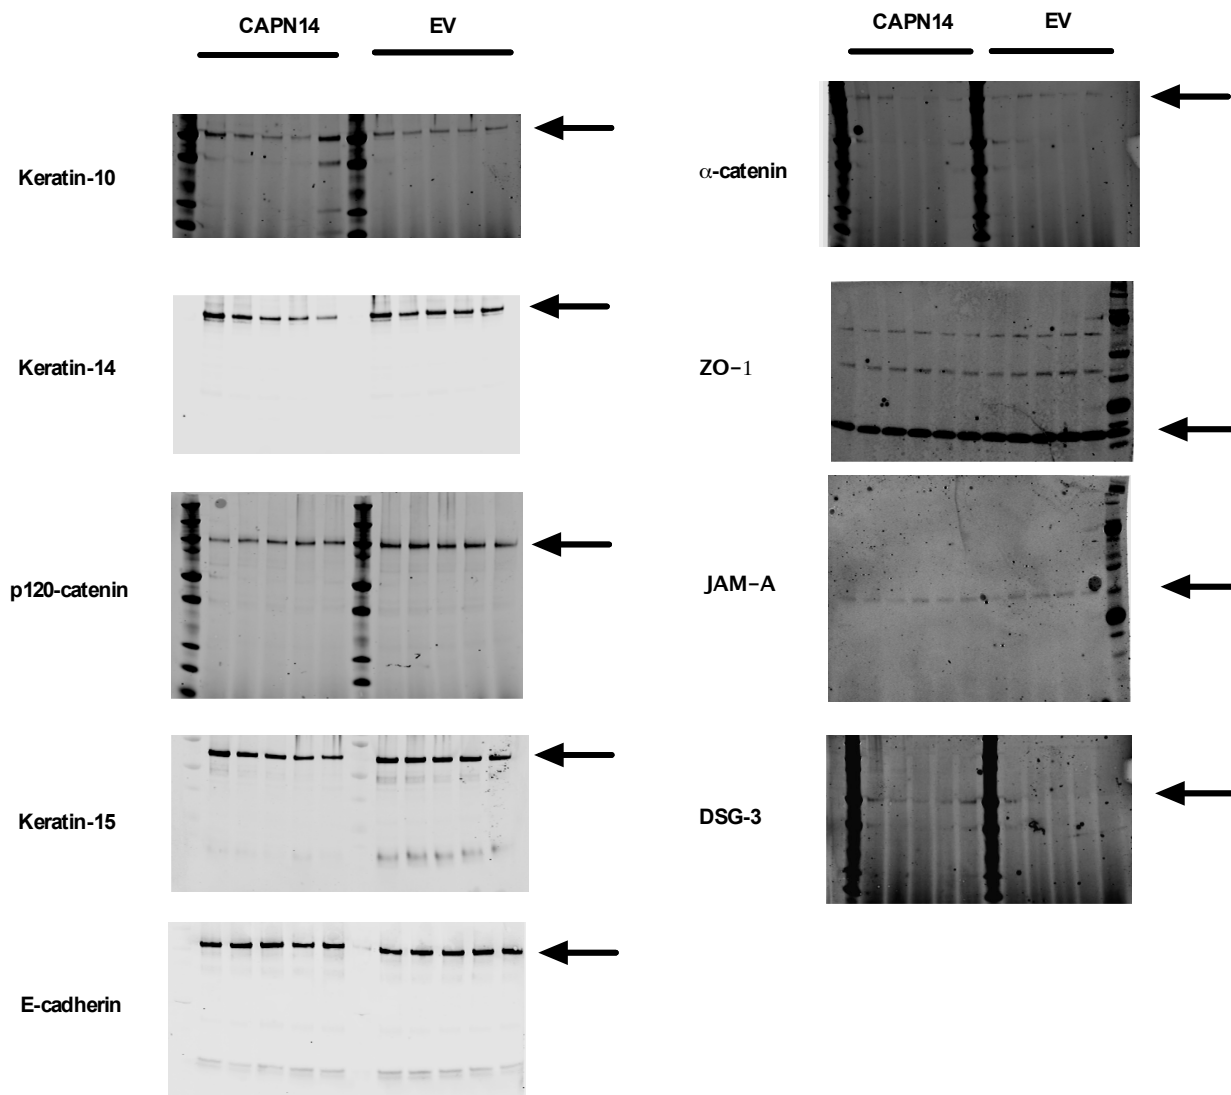 CAPN14 EV
Keratin-10
Keratin-14
p120-catenin
Keratin-15
E-cadherin
CAPN14 EV
α-catenin
ZO-1
JAM-A
DSG-3